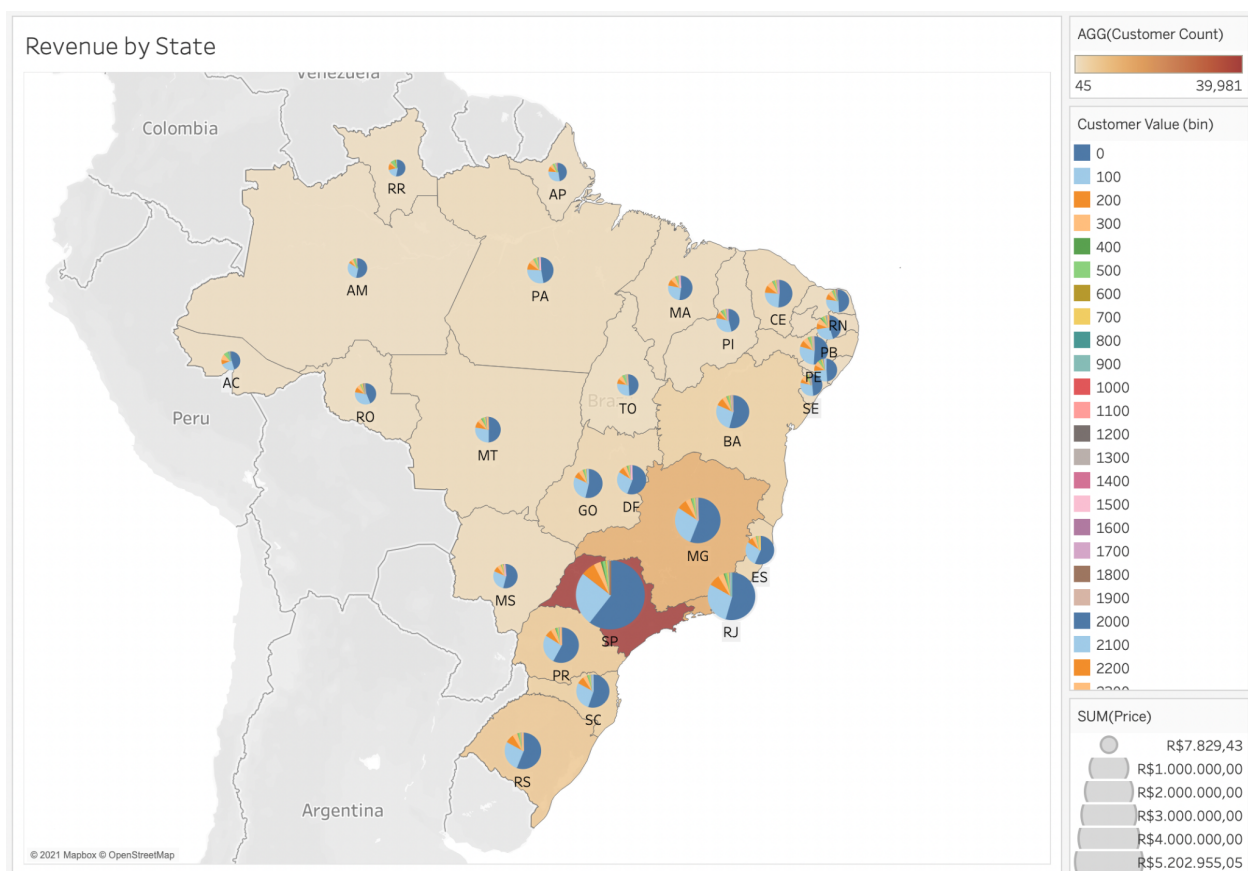 Revenue by State
Venezuela
Colombia
RR
AP
AM
PA
MA
CE
RN
PI
PB
AC
PE
Brazil
TO
SE
RO
Peru
BA
MT
GO
DF
MG
ES
MS
RJ
SP
PR
SC
RS
Argentina
© 2021 Mapbox © OpenStreetMap
AGG(Customer Count)
45 39,981
Customer Value (bin)
0
100
200
300
400
500
600
700
800
900
1000
1100
1200
1300
1400
1500
1600
1700
1800
1900
2000
2100
2200
2300
SUM(Price)
R$7.829,43
R$1.000.000,00
R$2.000.000,00
R$3.000.000,00
R$4.000.000,00
R$5.202.955,05